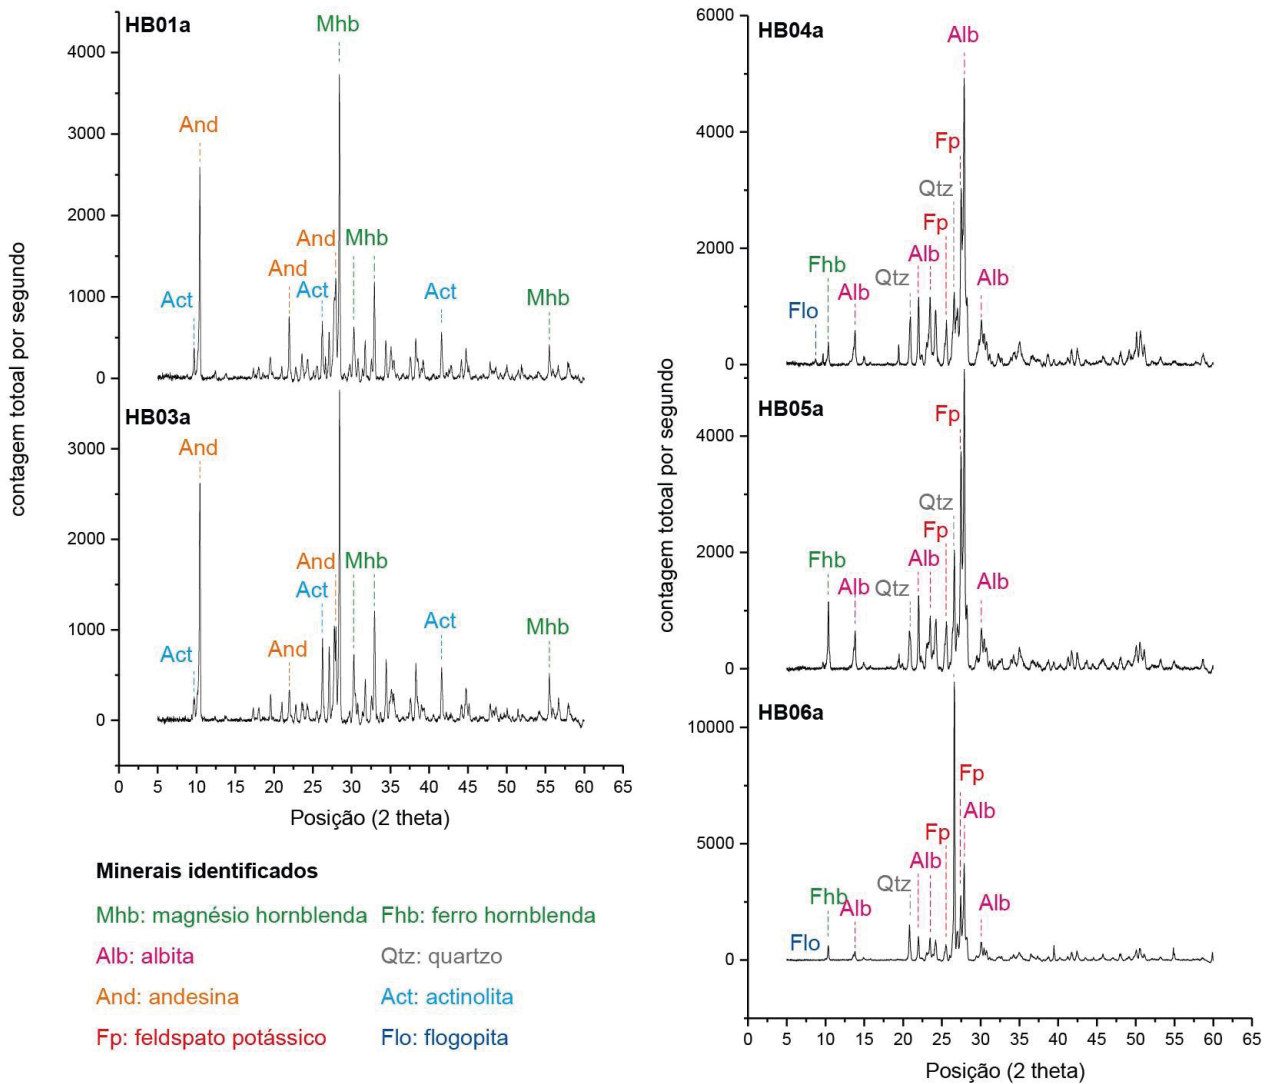 HB01a
Mhb
4000
And
3000
2000
And
Mhb
And
Act
Act
Act
Mhb
1000
0
HB03a
And
3000
2000
And
Mhb
Act
Act
And
Act
Mhb
1000
0
contagem totoal por segundo
0 5 10 15 20 25 30 35 40 45 50 55 60 65
Posição (2 theta)
6000
HB04a
Alb
4000
Fp
Qtz
Fp
2000
Alb
Fhb
Qtz
Alb
Alb
Flo
0
HB05a
4000
Fp
Qtz
Fp
2000
Fhb
Alb
Alb
Qtz
Alb
0
HB06a
10000
Fp
Alb
Fp
5000
Alb
Qtz
Fhb
Alb
Alb
Flo
0
contagem totoal por segundo
0 5 10 15 20 25 30 35 40 45 50 55 60 65
Posição (2 theta)
Minerais identificados
Mhb: magnésio hornblenda Fhb: ferro hornblenda
Alb: albita Qtz: quartzo
And: andesina Act: actinolita
Fp: feldspato potássico Flo: flogopita